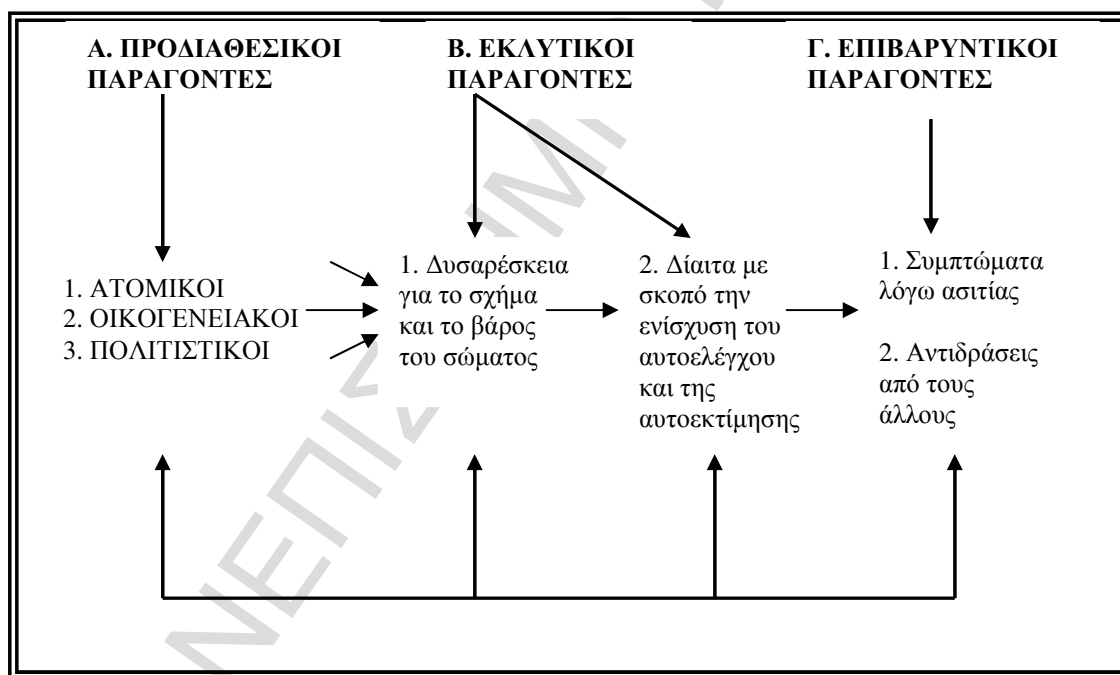 Α. ΠΡΟΔΙΑΘΕΣΙΚΟΙ
ΠΑΡΑΓΟΝΤΕΣ
Β. ΕΚΛΥΤΙΚΟΙ
ΠΑΡΑΓΟΝΤΕΣ
Γ. ΕΠΙΒΑΡΥΝΤΙΚΟΙ
ΠΑΡΑΓΟΝΤΕΣ
1. ΑΤΟΜΙΚΟΙ
2. ΟΙΚΟΓΕΝΕΙΑΚΟΙ
3. ΠΟΛΙΤΙΣΤΙΚΟΙ
1. Δυσαρέσκεια
για το σχήμα
και το βάρος
του σώματος
2. Δίαιτα με
σκοπό την
ενίσχυση του
αυτοελέγχου
και της
αυτοεκτίμησης
1. Συμπτώματα
λόγω ασιτίας
2. Αντιδράσεις
από τους
άλλους